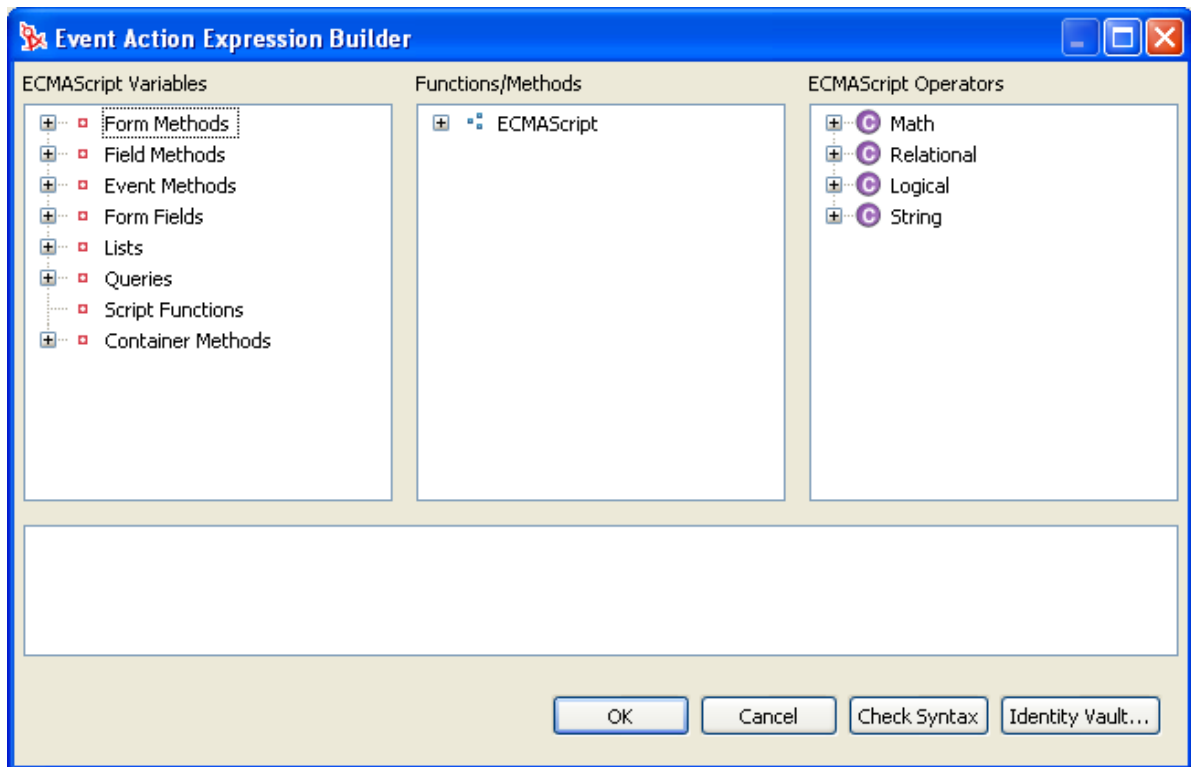 Event Action Expression Builder
ECMAScript Variables
Form Methods
Field Methods
Event Methods
Form Fields
Lists
Queries
Script Functions
Container Methods
Functions/Methods
ECMAScript
ECMAScript Operators
C Math
C Relational
C Logical
C String
OK
Cancel
Check Syntax
Identity Vault...